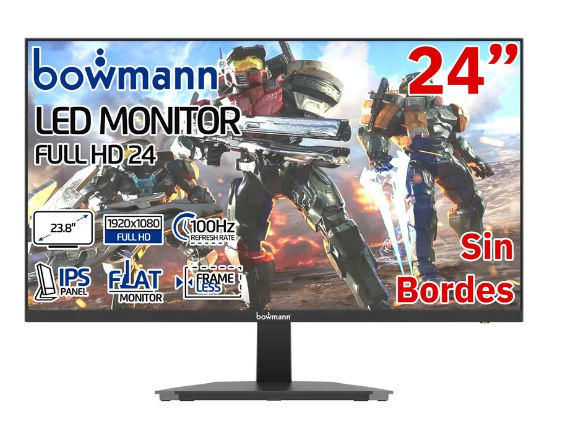 bowmann®
24”
LED MONITOR
FULL HD 24
23.8"
1920x1080
FULL HD
100Hz
REFRESH RATE
IPS
PANEL
FLAT
MONITOR
FRAME
LESS
Sin
Bordes
bowmann